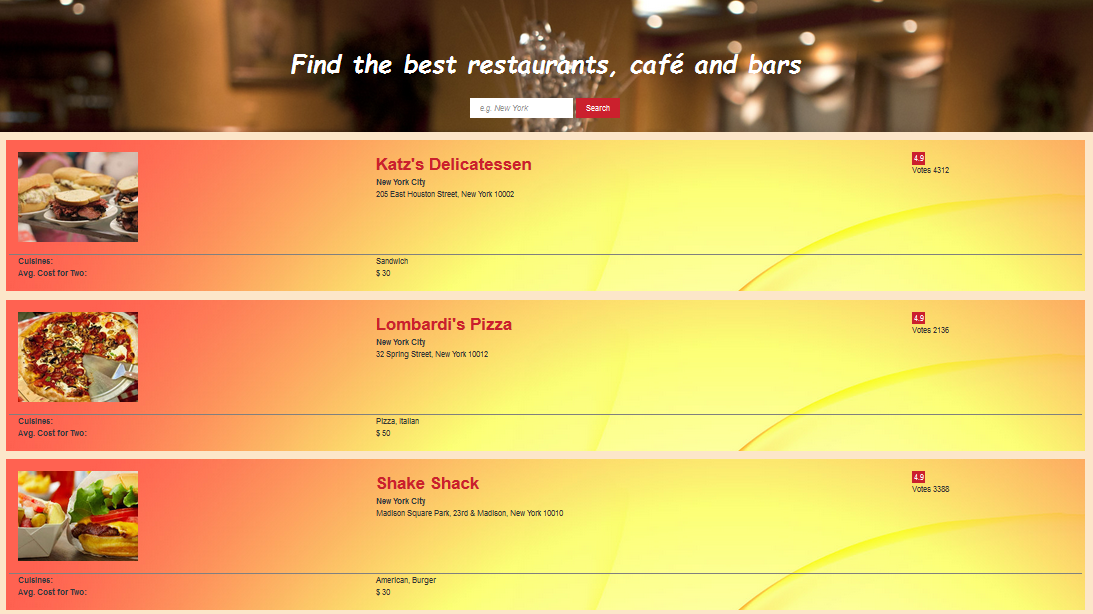 Find the best restaurants, café and bars
e.g. New York
Search
Katz's Delicatessen
4.9
New York City
Votes 4312
205 East Houston Street, New York 10002
Cuisines:
Sandwich
Avg. Cost for Two:
$ 30
Lombardi's Pizza
4.9
New York City
Votes 2136
32 Spring Street, New York 10012
Cuisines:
Pizza, Italian
Avg. Cost for Two:
$ 50
Shake Shack
4.9
New York City
Votes 3388
Madison Square Park, 23rd & Madison, New York 10010
Cuisines:
American, Burger
Avg. Cost for Two:
$ 30